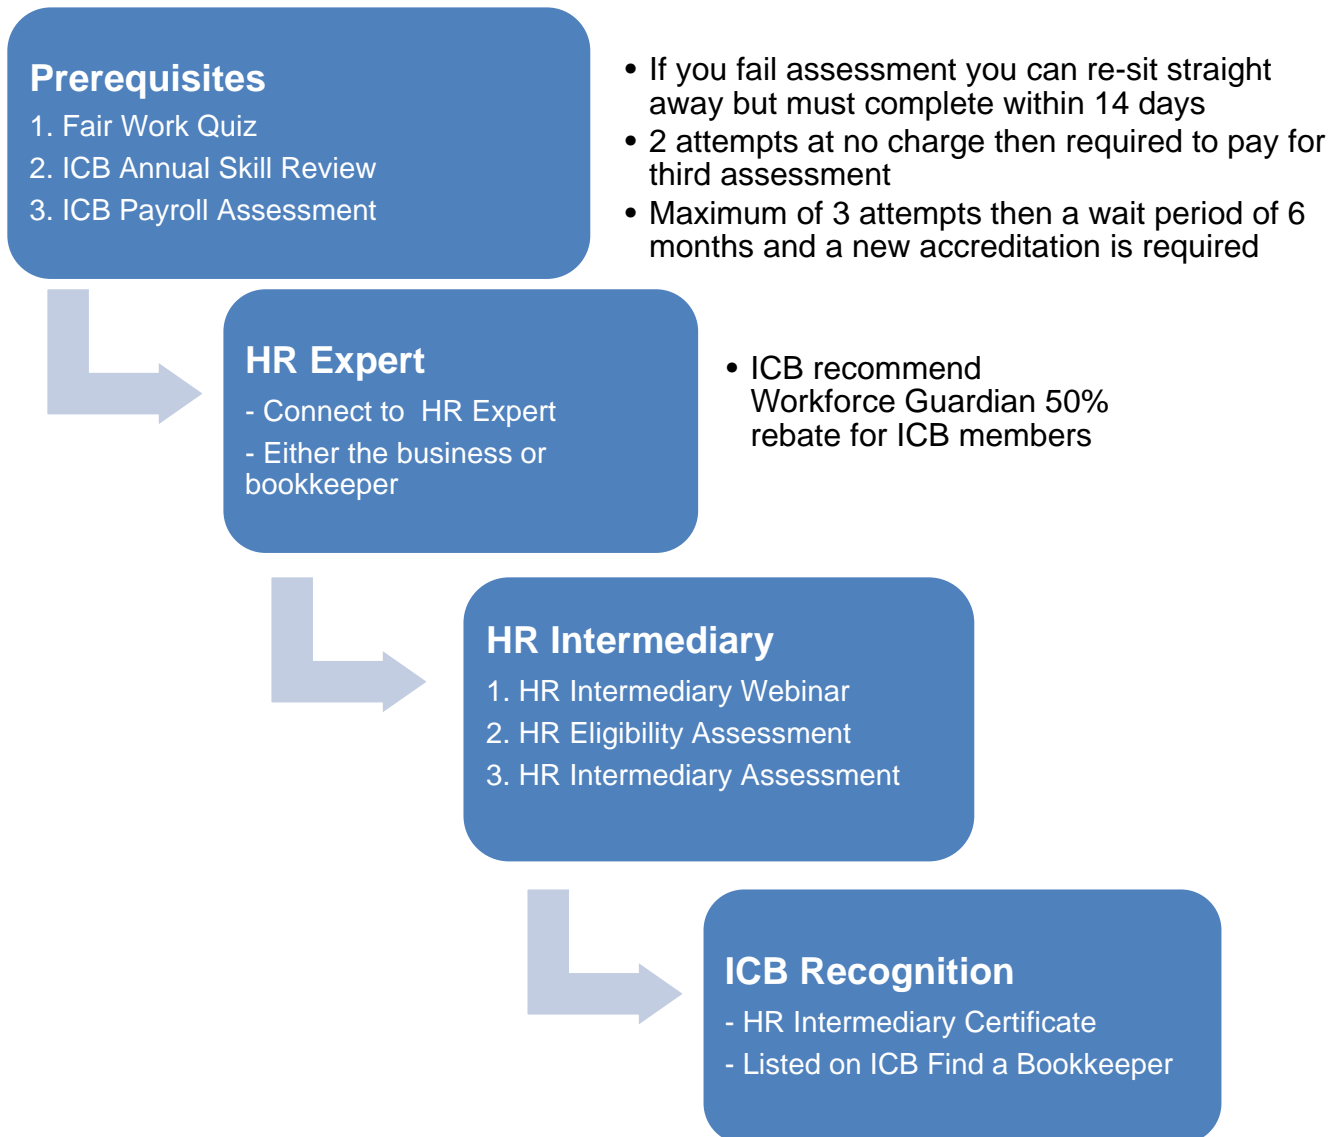 Prerequisites
1. Fair Work Quiz
2. ICB Annual Skill Review
3. ICB Payroll Assessment
• If you fail assessment you can re-sit straight
away but must complete within 14 days
• 2 attempts at no charge then required to pay for
third assessment
• Maximum of 3 attempts then a wait period of 6
months and a new accreditation is required
HR Expert
- Connect to  HR Expert
- Either the business or
bookkeeper
• ICB recommend
Workforce Guardian 50%
rebate for ICB members
HR Intermediary
1. HR Intermediary Webinar
2. HR Eligibility Assessment
3. HR Intermediary Assessment
ICB Recognition
- HR Intermediary Certificate
- Listed on ICB Find a Bookkeeper